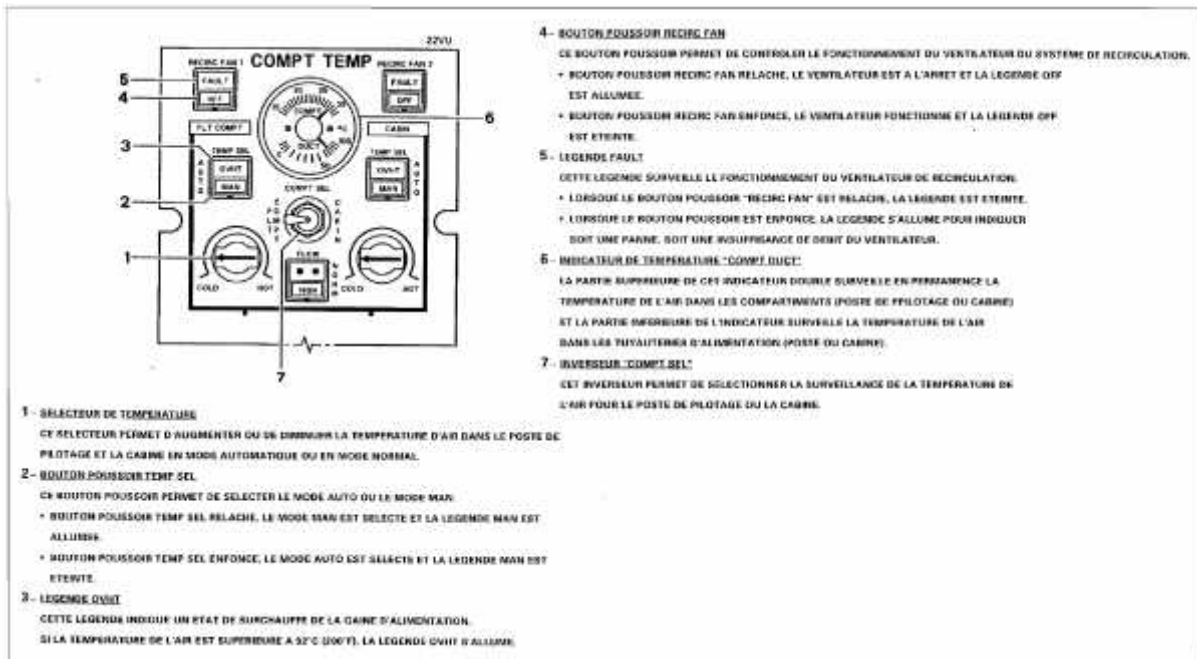 22VU
RECIRC FAN 1 COMPT TEMP RECIRC FAN 2
FAULT
FAULT
OFF
FLT COMPT
CABIN
COMPT
DUCT
TEMP SEL
TEMP SEL
AUTO
OVHT
MAN
OVHT
MAN
AUTO
COMPT SEL
CABIN
FLOW
NORM
HIGH
COLD HOT
COLD HOT
5
4
3
2
1
6
7
1 - SELECTEUR DE TEMPERATURE
CE SELECTEUR PERMET D'AUGMENTER OU DE DIMINUER LA TEMPERATURE D'AIR DANS LE POSTE DE
PILOTAGE ET LA CABINE EN MODE AUTOMATIQUE OU EN MODE NORMAL.
2 - BOUTON POUSSOIR TEMP SEL
CE BOUTON POUSSOIR PERMET DE SELECTER LE MODE AUTO OU LE MODE MAN
• BOUTON POUSSOIR TEMP SEL RELACHE, LE MODE MAN EST SELECTE ET LA LEGENDE MAN EST
ALLUMEE.
• BOUTON POUSSOIR TEMP SEL ENFONCE, LE MODE AUTO EST SELECTE ET LA LEGENDE MAN EST
ETEINTE.
3 - LEGENDE OVHT
CETTE LEGENDE INDIQUE UN ETAT DE SURCHAUFFE DE LA GAINE D'ALIMENTATION.
SI LA TEMPERATURE DE L'AIR EST SUPERIEURE A 92°C (200°F), LA LEGENDE OVHT S'ALLUME.
4 - BOUTON POUSSOIR RECIRC FAN
CE BOUTON POUSSOIR PERMET DE CONTROLER LE FONCTIONNEMENT DU VENTILATEUR DU SYSTEME DE RECIRCULATION.
• BOUTON POUSSOIR RECIRC FAN RELACHE, LE VENTILATEUR EST A L'ARRET ET LA LEGENDE OFF
EST ALLUMEE.
• BOUTON POUSSOIR RECIRC FAN ENFONCE, LE VENTILATEUR FONCTIONNE ET LA LEGENDE OFF
EST ETEINTE.
5 - LEGENDE FAULT
CETTE LEGENDE SURVEILLE LE FONCTIONNEMENT DU VENTILATEUR DE RECIRCULATION.
• LORSQUE LE BOUTON POUSSOIR "RECIRC FAN" EST RELACHE, LA LEGENDE EST ETEINTE.
• LORSQUE LE BOUTON POUSSOIR EST ENFONCE, LA LEGENDE S'ALLUME POUR INDIQUER
SOIT UNE PANNE, SOIT UNE INSUFFISANCE DE DEBIT DU VENTILATEUR.
6 - INDICATEUR DE TEMPERATURE "COMPT DUCT"
LA PARTIE SUPERIEURE DE CET INDICATEUR DOUBLE SURVEILLE EN PERMANENCE LA
TEMPERATURE DE L'AIR DANS LES COMPARTIMENTS (POSTE DE PPILOTAGE OU CABINE)
ET LA PARTIE INFERIEURE DE L'INDICATEUR SURVEILLE LA TEMPERATURE DE L'AIR
DANS LES TUYAUTERIES D'ALIMENTATION (POSTE OU CABINE).
7 - INVERSEUR "COMPT SEL"
CET INVERSEUR PERMET DE SELECTIONNER LA SURVEILLANCE DE LA TEMPERATURE DE
L'AIR POUR LE POSTE DE PILOTAGE OU LA CABINE.